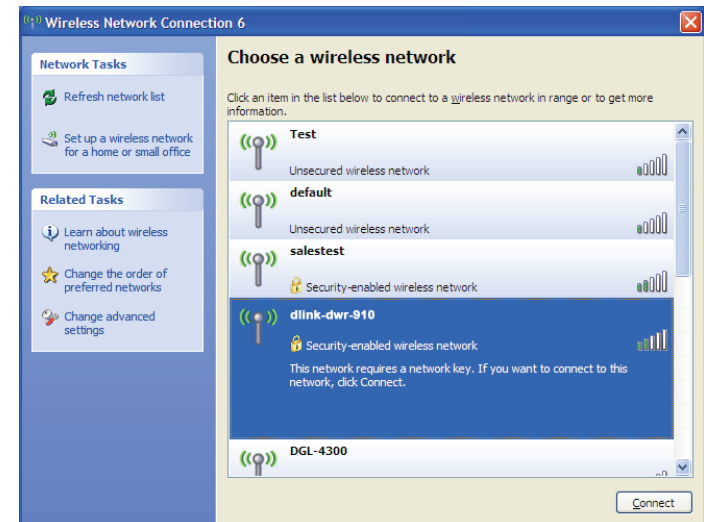 Wireless Network Connection 6
Network Tasks
Refresh network list
Set up a wireless network
for a home or small office
Related Tasks
Learn about wireless
networking
Change the order of
preferred networks
Change advanced
settings
Choose a wireless network
Click an item in the list below to connect to a wireless network in range or to get more
information.
Test
Unsecured wireless network
default
Unsecured wireless network
salestest
Security-enabled wireless network
dlink-dwr-910
Security-enabled wireless network
This network requires a network key. If you want to connect to this
network, click Connect.
DGL-4300
Connect